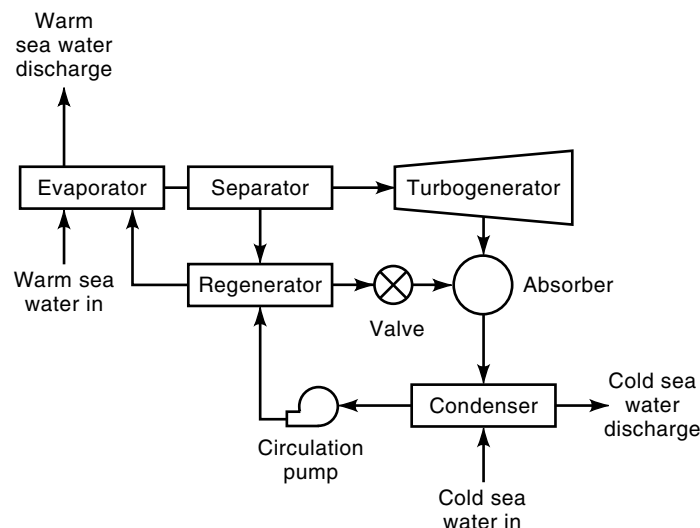 Warm
sea water
discharge
Evaporator
Separator
Turbogenerator
Warm sea
water in
Regenerator
Valve
Absorber
Condenser
Cold sea
water
discharge
Circulation
pump
Cold sea
water in